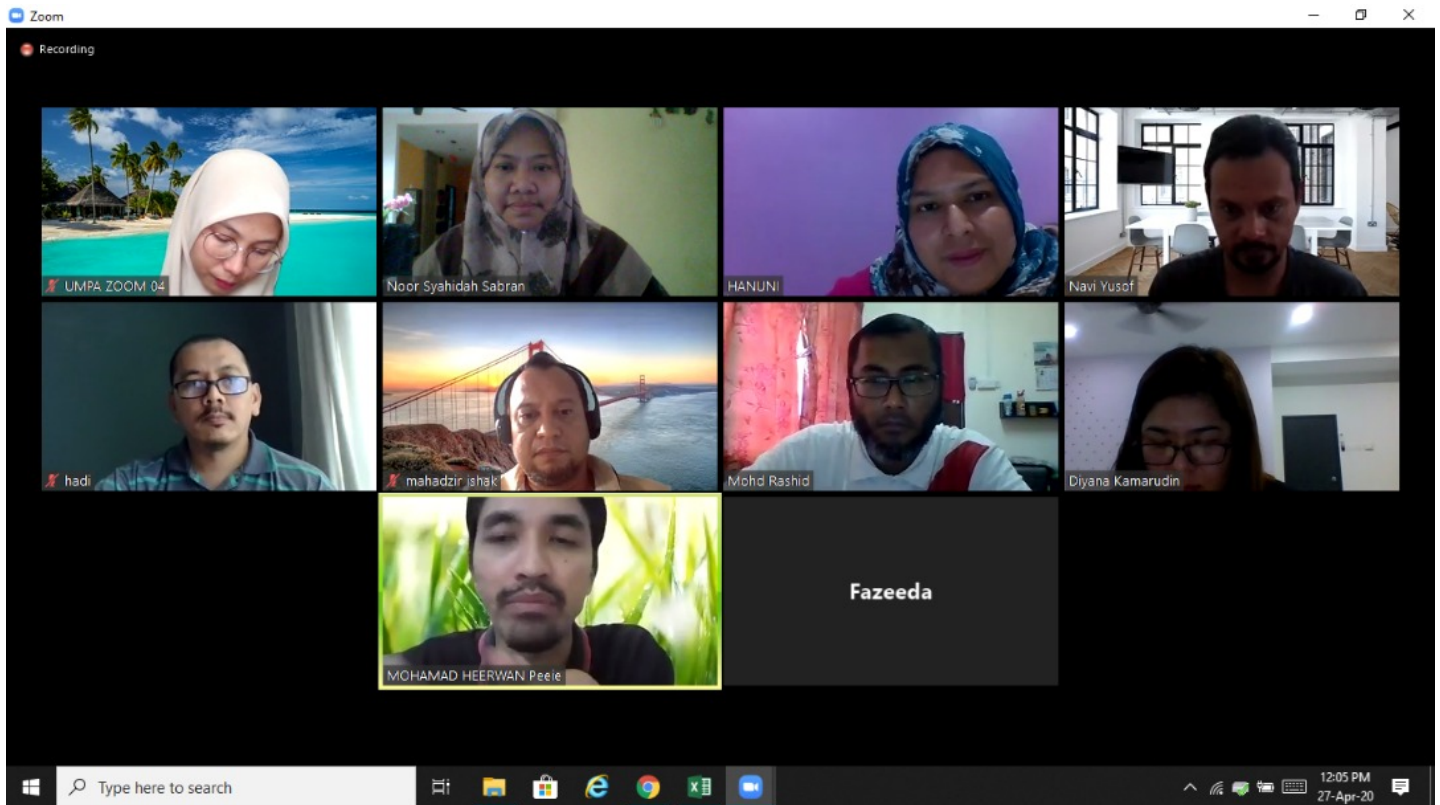 Zoom
Recording
UMPA ZOOM 04
Noor Syahidah Sabran
HANUNI
Navi Yusof
hadi
mahadzir ishak
Mohd Rashid
Diyana Kamarudin
MOHAMAD HEERWAN Peeie
Fazeeda
Type here to search
12:05 PM
27-Apr-20